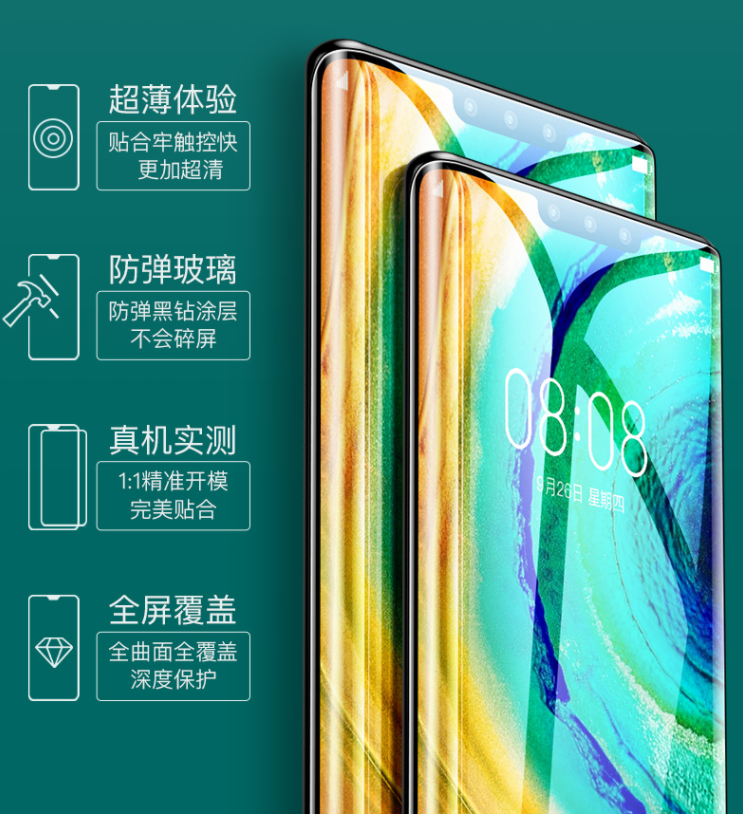 超薄体验
贴合牢触控快
更加超清
防弹玻璃
防弹黑钻涂层
不会碎屏
真机实测
1:1精准开模
完美贴合
全屏覆盖
全曲面全覆盖
深度保护
08:08
9月26日 星期四